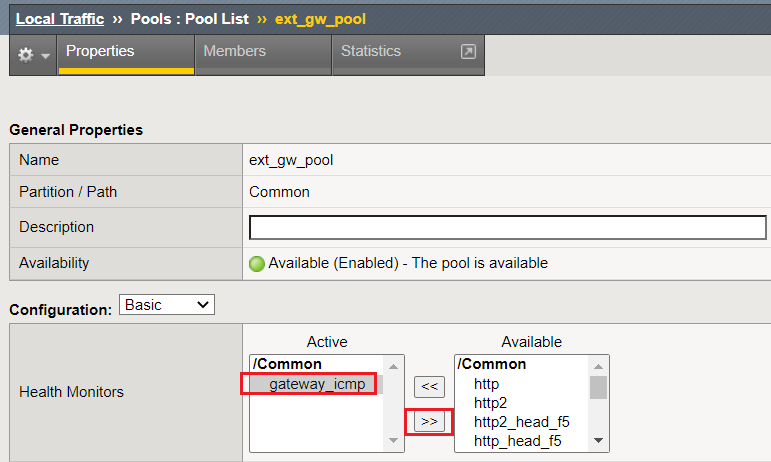 Local Traffic ›› Pools : Pool List ›› ext_gw_pool
Properties Members Statistics
General Properties
Name ext_gw_pool
Partition / Path Common
Description
Availability Available (Enabled) - The pool is available
Configuration: Basic
Active Available
/Common /Common
gateway_icmp << http
http2
Health Monitors >> http2_head_f5
http_head_f5